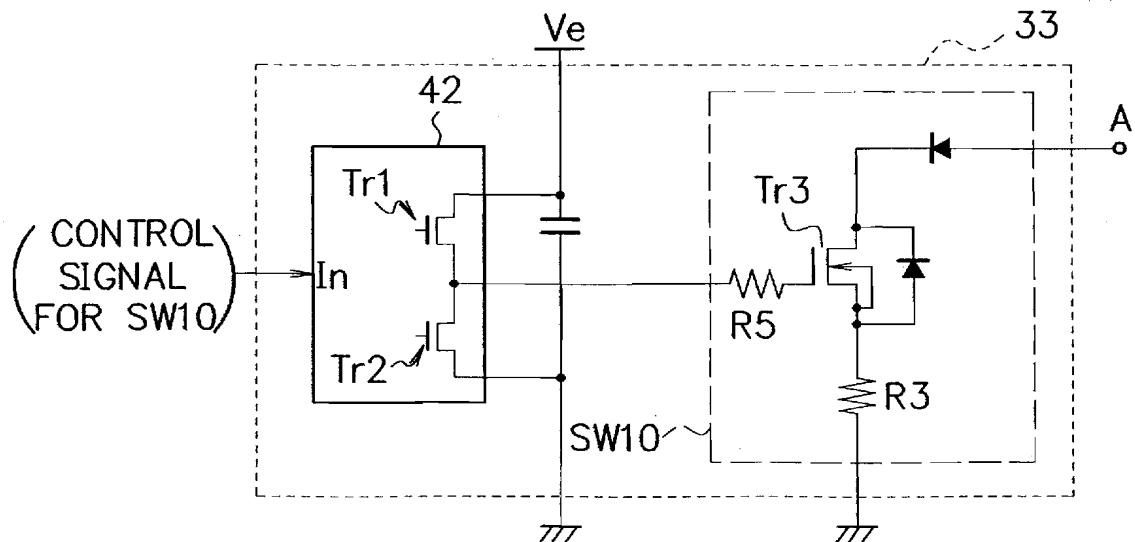 33
Ve
42
A
Tr1
Tr3
CONTROL
SIGNAL
FOR SW10
In
R5
Tr2
R3
SW10